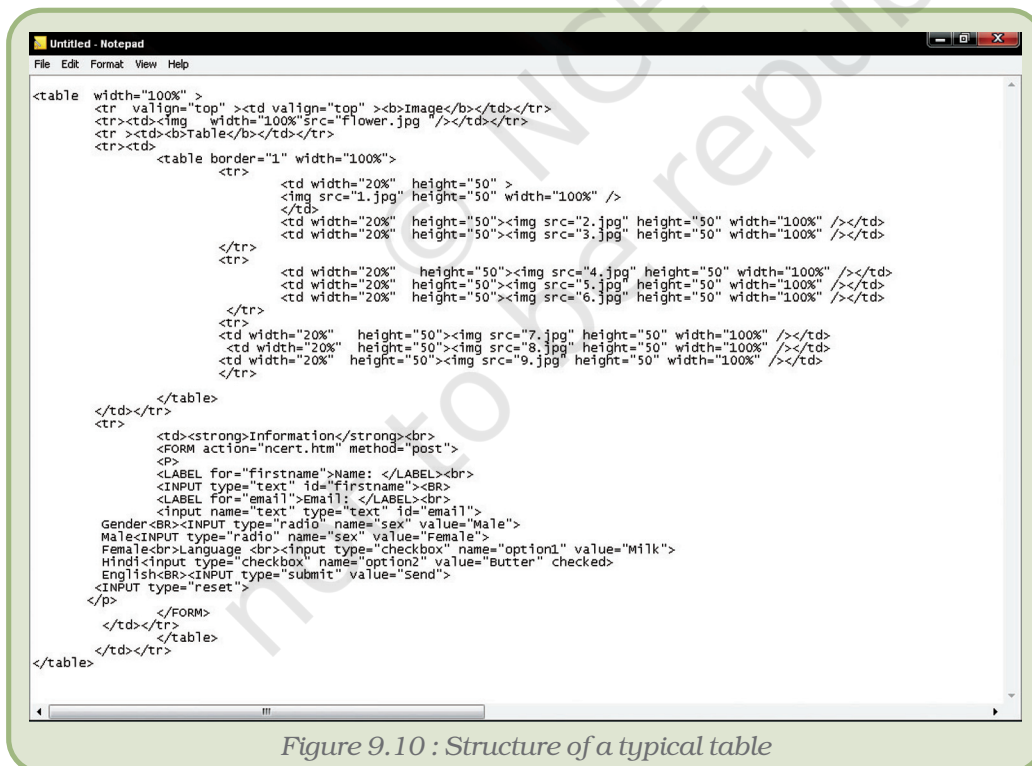 Untitled - Notepad
File Edit Format View Help
<table width="100%" >
<tr valign="top" ><td valign="top" ><b>Image</b></td></tr>
<tr><td><img width="100%"src="flower.jpg "/></td></tr>
<tr ><td><b>Table</b></td></tr>
<tr><td>
<table border="1" width="100%">
<tr>
<td width="20%" height="50" >
<img src="1.jpg" height="50" width="100%" />
</td>
<td width="20%" height="50"><img src="2.jpg" height="50" width="100%" /></td>
<td width="20%" height="50"><img src="3.jpg" height="50" width="100%" /></td>
</tr>
<tr>
<td width="20%" height="50"><img src="4.jpg" height="50" width="100%" /></td>
<td width="20%" height="50"><img src="5.jpg" height="50" width="100%" /></td>
<td width="20%" height="50"><img src="6.jpg" height="50" width="100%" /></td>
</tr>
<tr>
<td width="20%" height="50"><img src="7.jpg" height="50" width="100%" /></td>
<td width="20%" height="50"><img src="8.jpg" height="50" width="100%" /></td>
<td width="20%" height="50"><img src="9.jpg" height="50" width="100%" /></td>
</tr>
</table>
</td></tr>
<tr>
<td><strong>Information</strong><br>
<FORM action="ncert.htm" method="post">
<P>
<LABEL for="firstname">Name: </LABEL><br>
<INPUT type="text" id="firstname"><BR>
<LABEL for="email">Email: </LABEL><br>
<input name="text" type="text" id="email">
Gender<BR><INPUT type="radio" name="sex" value="Male">
Male<INPUT type="radio" name="sex" value="Female">
Female<br>Language <br><input type="checkbox" name="option1" value="Milk">
Hindi<input type="checkbox" name="option2" value="Butter" checked>
English<BR><INPUT type="submit" value="Send">
<INPUT type="reset">
</p>
</FORM>
</td></tr>
</table>
</td></tr>
</table>
Figure 9.10 : Structure of a typical table
© NCE
not to be republ